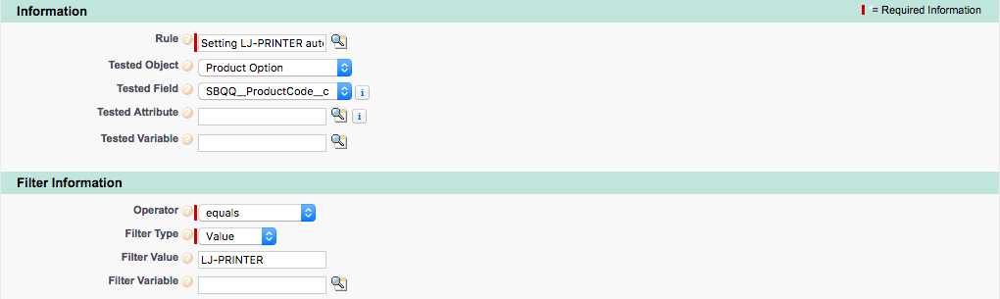 Information
= Required Information
Rule ? Setting LJ-PRINTER aut
Tested Object ? Product Option
Tested Field ? SBQQ__ProductCode__c i
Tested Attribute ? i
Tested Variable ?
Filter Information
Operator ? equals
Filter Type ? Value
Filter Value ? LJ-PRINTER
Filter Variable ?